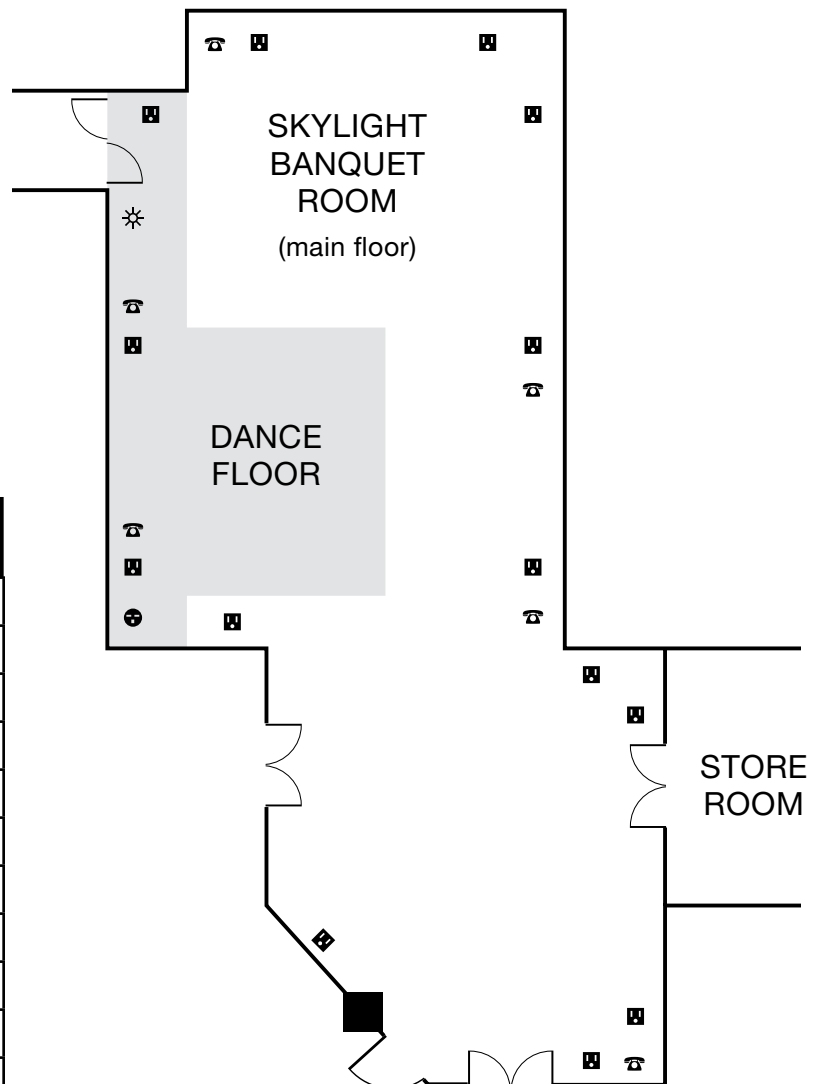 SKYLIGHT
BANQUET
ROOM
(main floor)
DANCE
FLOOR
STORE
ROOM